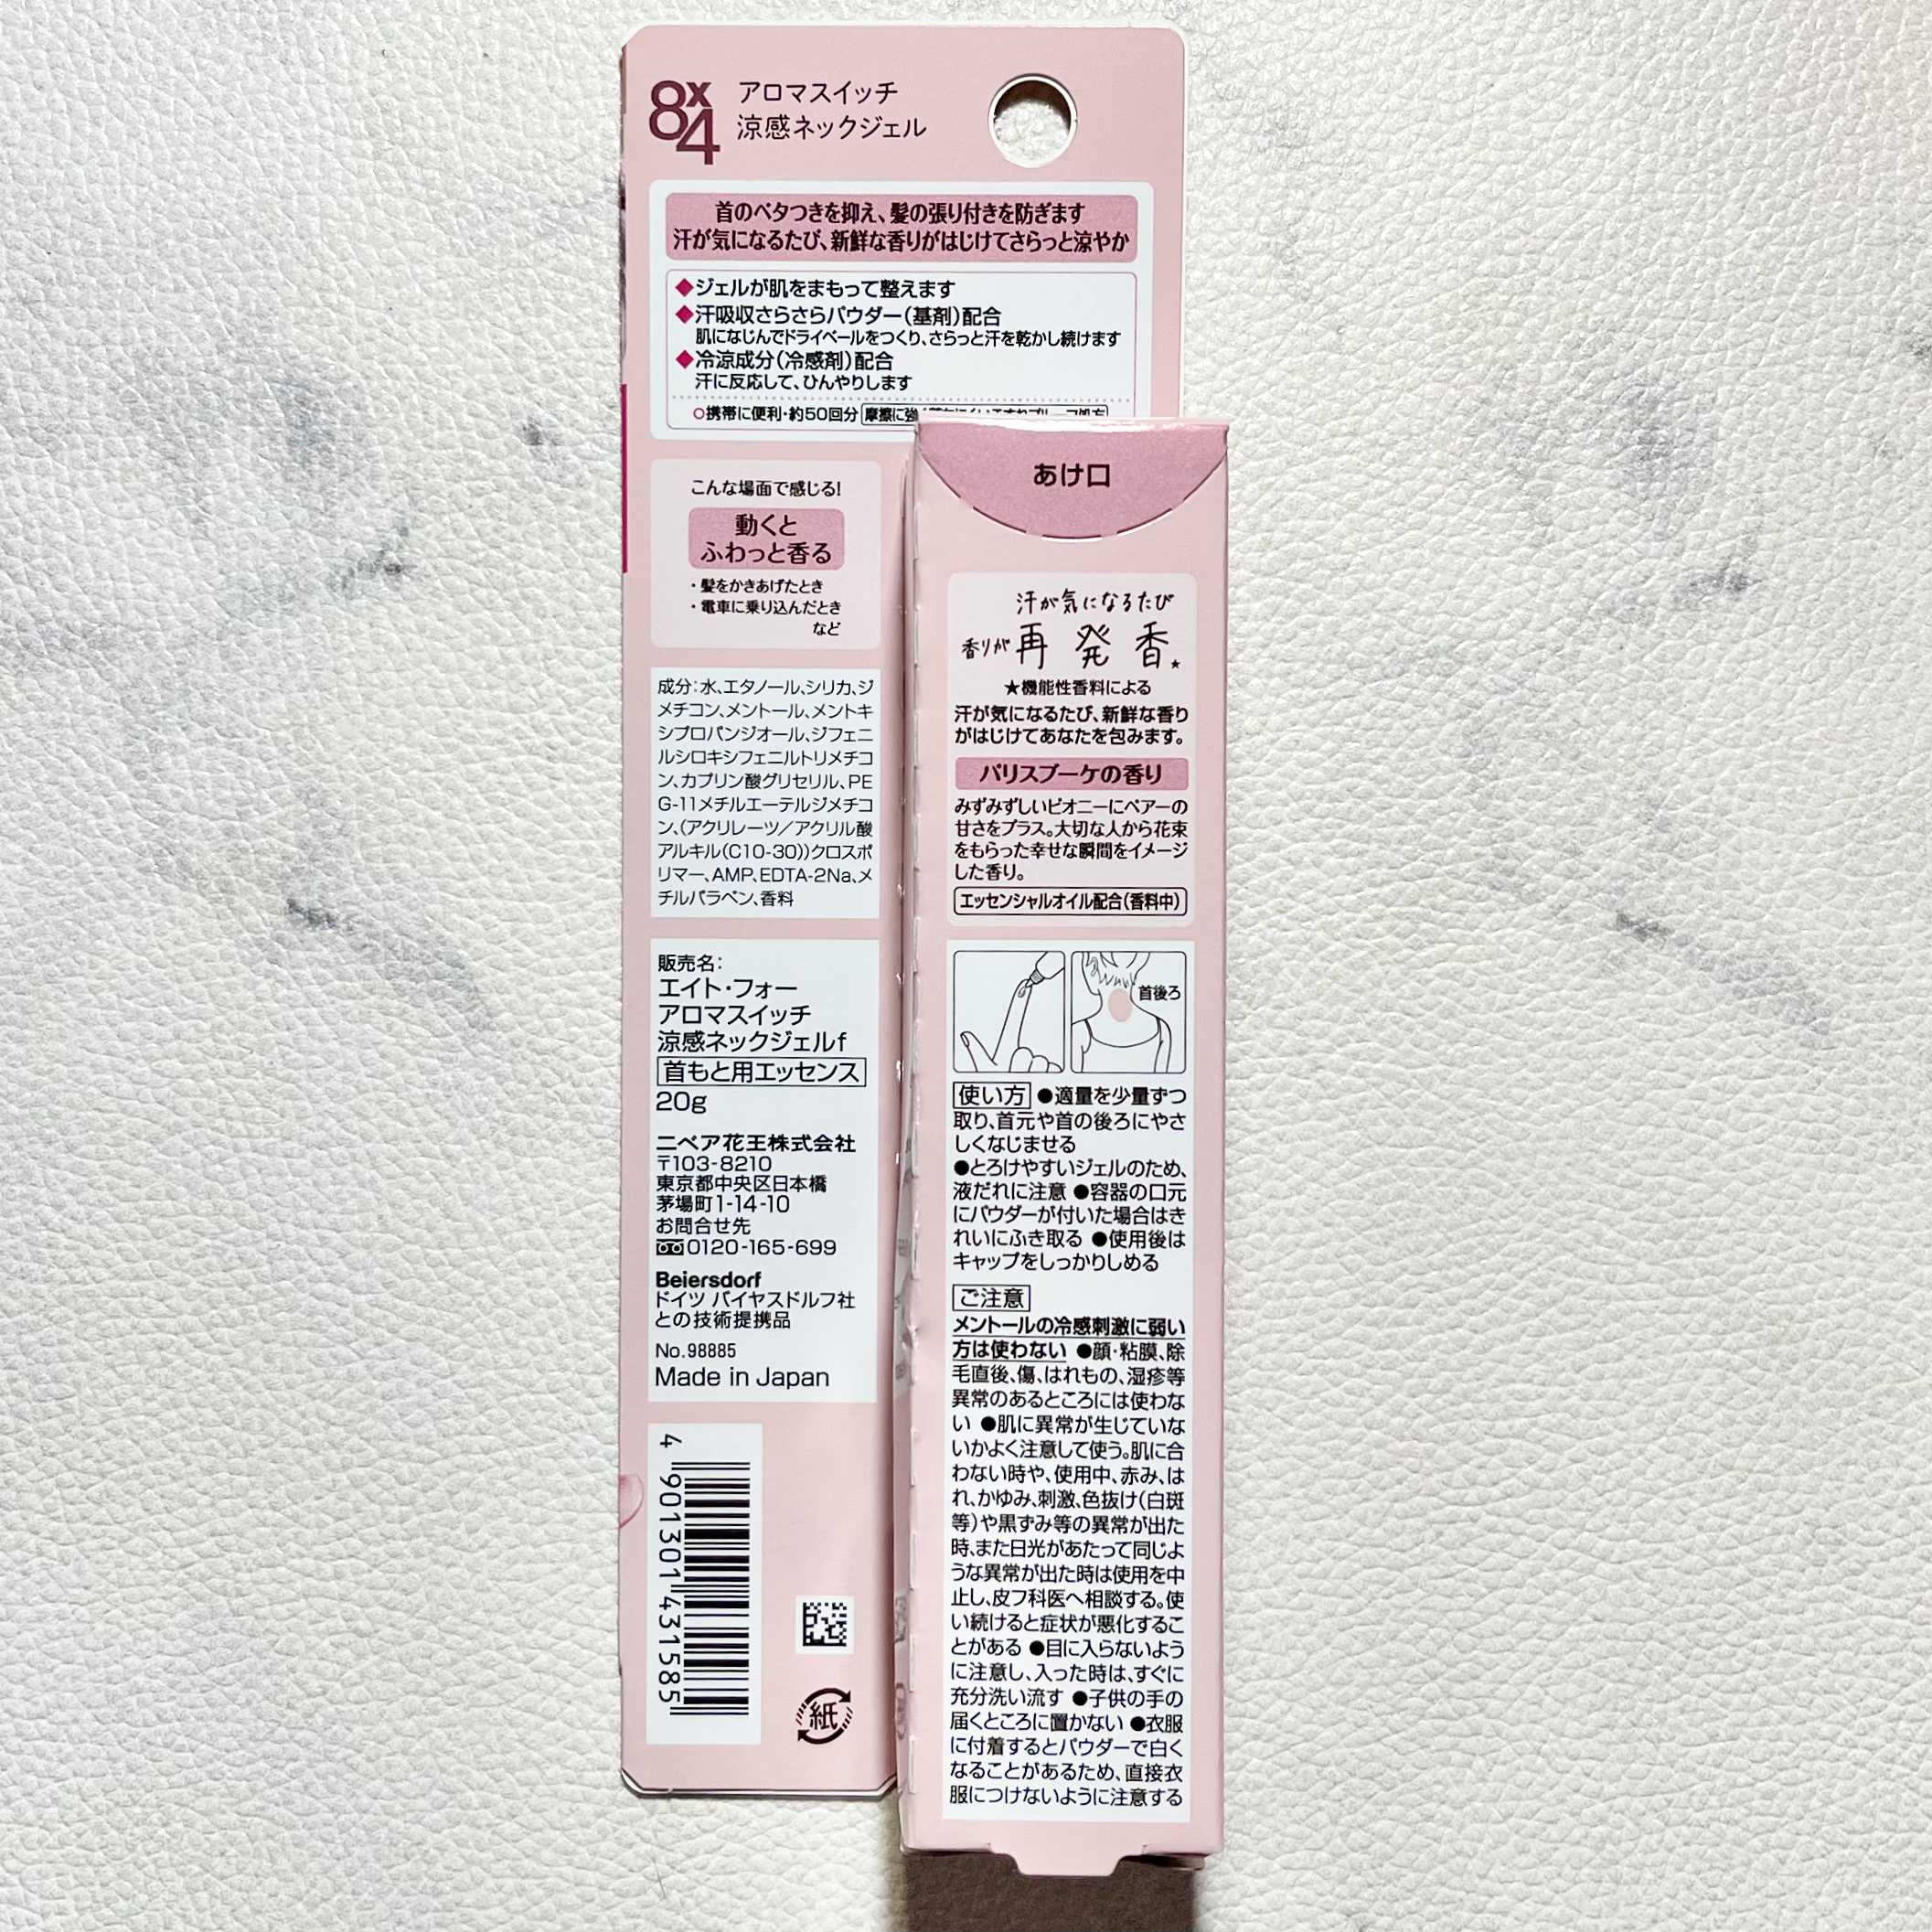 8x4
アロマスイッチ
涼感ネックジェル
首のベタつきを抑え、髪の張り付きを防ぎます
汗が気になるたび、新鮮な香りがはじけてさらっと涼やか
◆ジェルが肌をまもって整えます
◆汗吸収さらさらパウダー(基剤)配合
肌になじんでドライベールをつくり、さらっと汗を乾かし続けます
◆冷涼成分(冷感剤)配合
汗に反応して、ひんやりします
○携帯に便利・約50回分 摩擦に強
こんな場面で感じる!
動くと
ふわっと香る
・髪をかきあげたとき
・電車に乗り込んだとき
など
成分:水、エタノール、シリカ、ジ
メチコン、メントール、メントキ
シプロパンジオール、ジフェニ
ルシロキシフェニルトリメチコ
ン、カプリン酸グリセリル、PE
G-11メチルエーテルジメチコ
ン、(アクリレーツ/アクリル酸
アルキル(C10-30))クロスポ
リマー、AMP、EDTA-2Na、メ
チルパラベン、香料
販売名:
エイト・フォー
アロマスイッチ
涼感ネックジェルf
首もと用エッセンス
20g
ニベア花王株式会社
〒103-8210
東京都中央区日本橋
茅場町1-14-10
お問合せ先
0120-165-699
Beiersdorf
ドイツ バイヤスドルフ社
との技術提携品
No.98885
Made in Japan
4 901301 431585
紙
あけ口
汗が気になるたび
香りが再発香★
★機能性香料による
汗が気になるたび、新鮮な香り
がはじけてあなたを包みます。
パリスブーケの香り
みずみずしいピオニーにペアーの
甘さをプラス。大切な人から花束
をもらった幸せな瞬間をイメージ
した香り。
エッセンシャルオイル配合(香料中)
首後ろ
使い方 ●適量を少量ずつ
取り、首元や首の後ろにやさ
しくなじませる
●とろけやすいジェルのため、
液だれに注意 ●容器の口元
にパウダーが付いた場合はき
れいにふき取る ●使用後は
キャップをしっかりしめる
ご注意
メントールの冷感刺激に弱い
方は使わない ●顔・粘膜、除
毛直後、傷、はれもの、湿疹等
異常のあるところには使わな
い ●肌に異常が生じていな
いかよく注意して使う。肌に合
わない時や、使用中、赤み、は
れ、かゆみ、刺激、色抜け(白斑
等)や黒ずみ等の異常が出た
時、また日光があたって同じよ
うな異常が出た時は使用を中
止し、皮フ科医へ相談する。使
い続けると症状が悪化するこ
とがある ●目に入らないよう
に注意し、入った時は、すぐに
充分洗い流す ●子供の手の
届くところに置かない ●衣服
に付着するとパウダーで白く
なることがあるため、直接衣
服につけないように注意する